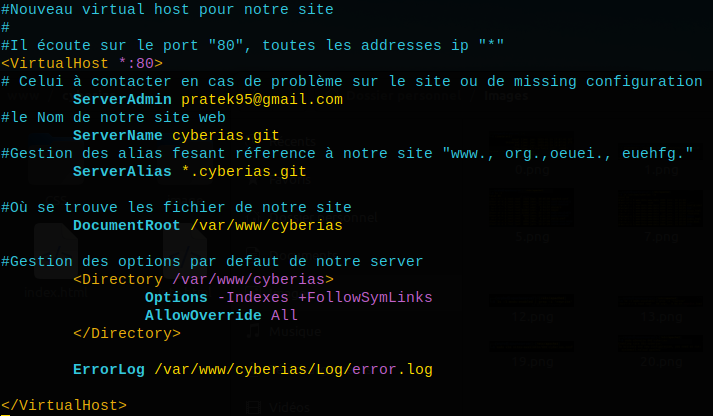 #Nouveau virtual host pour notre site
#
#Il écoute sur le port "80", toutes les addresses ip "*"
<VirtualHost *:80>
# Celui à contacter en cas de problème sur le site ou de missing configuration
ServerAdmin pratek95@gmail.com
#le Nom de notre site web
ServerName cyberias.git
#Gestion des alias fesant réference à notre site "www., org.,oeuei., euehfg."
ServerAlias *.cyberias.git
#Où se trouve les fichier de notre site
DocumentRoot /var/www/cyberias
#Gestion des options par defaut de notre server
<Directory /var/www/cyberias>
Options -Indexes +FollowSymLinks
AllowOverride All
</Directory>
ErrorLog /var/www/cyberias/Log/error.log
</VirtualHost>